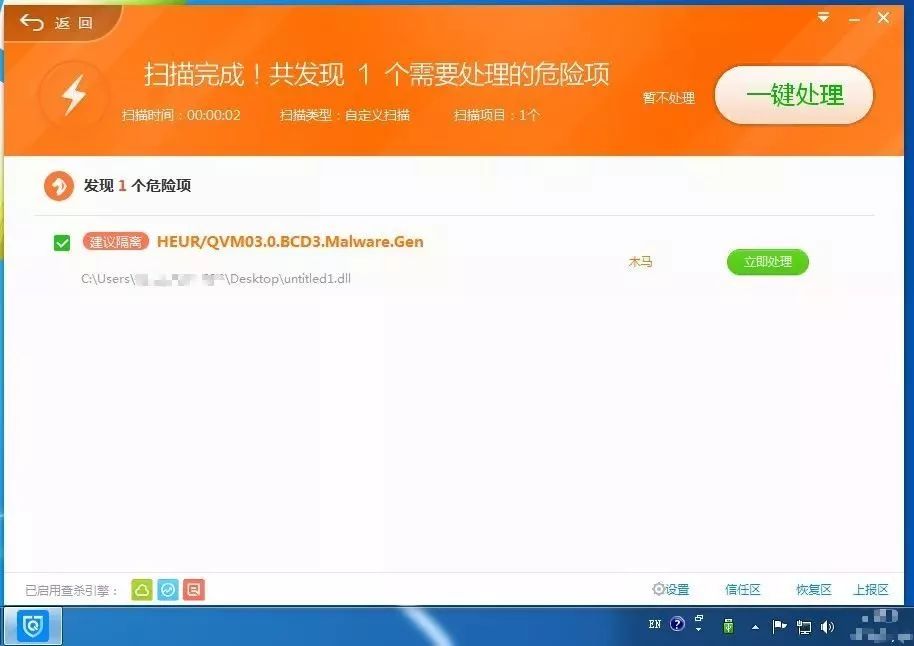 返回
扫描完成！共发现 1 个需要处理的危险项
扫描时间：00:00:02 扫描类型：自定义扫描 扫描项目：1个
暂不处理
一键处理
发现 1 个危险项
建议隔离 HEUR/QVM03.0.BCD3.Malware.Gen
C:\Users\ \Desktop\untitled1.dll
木马
立即处理
已启用查杀引擎：
设置 信任区 恢复区 上报区
EN